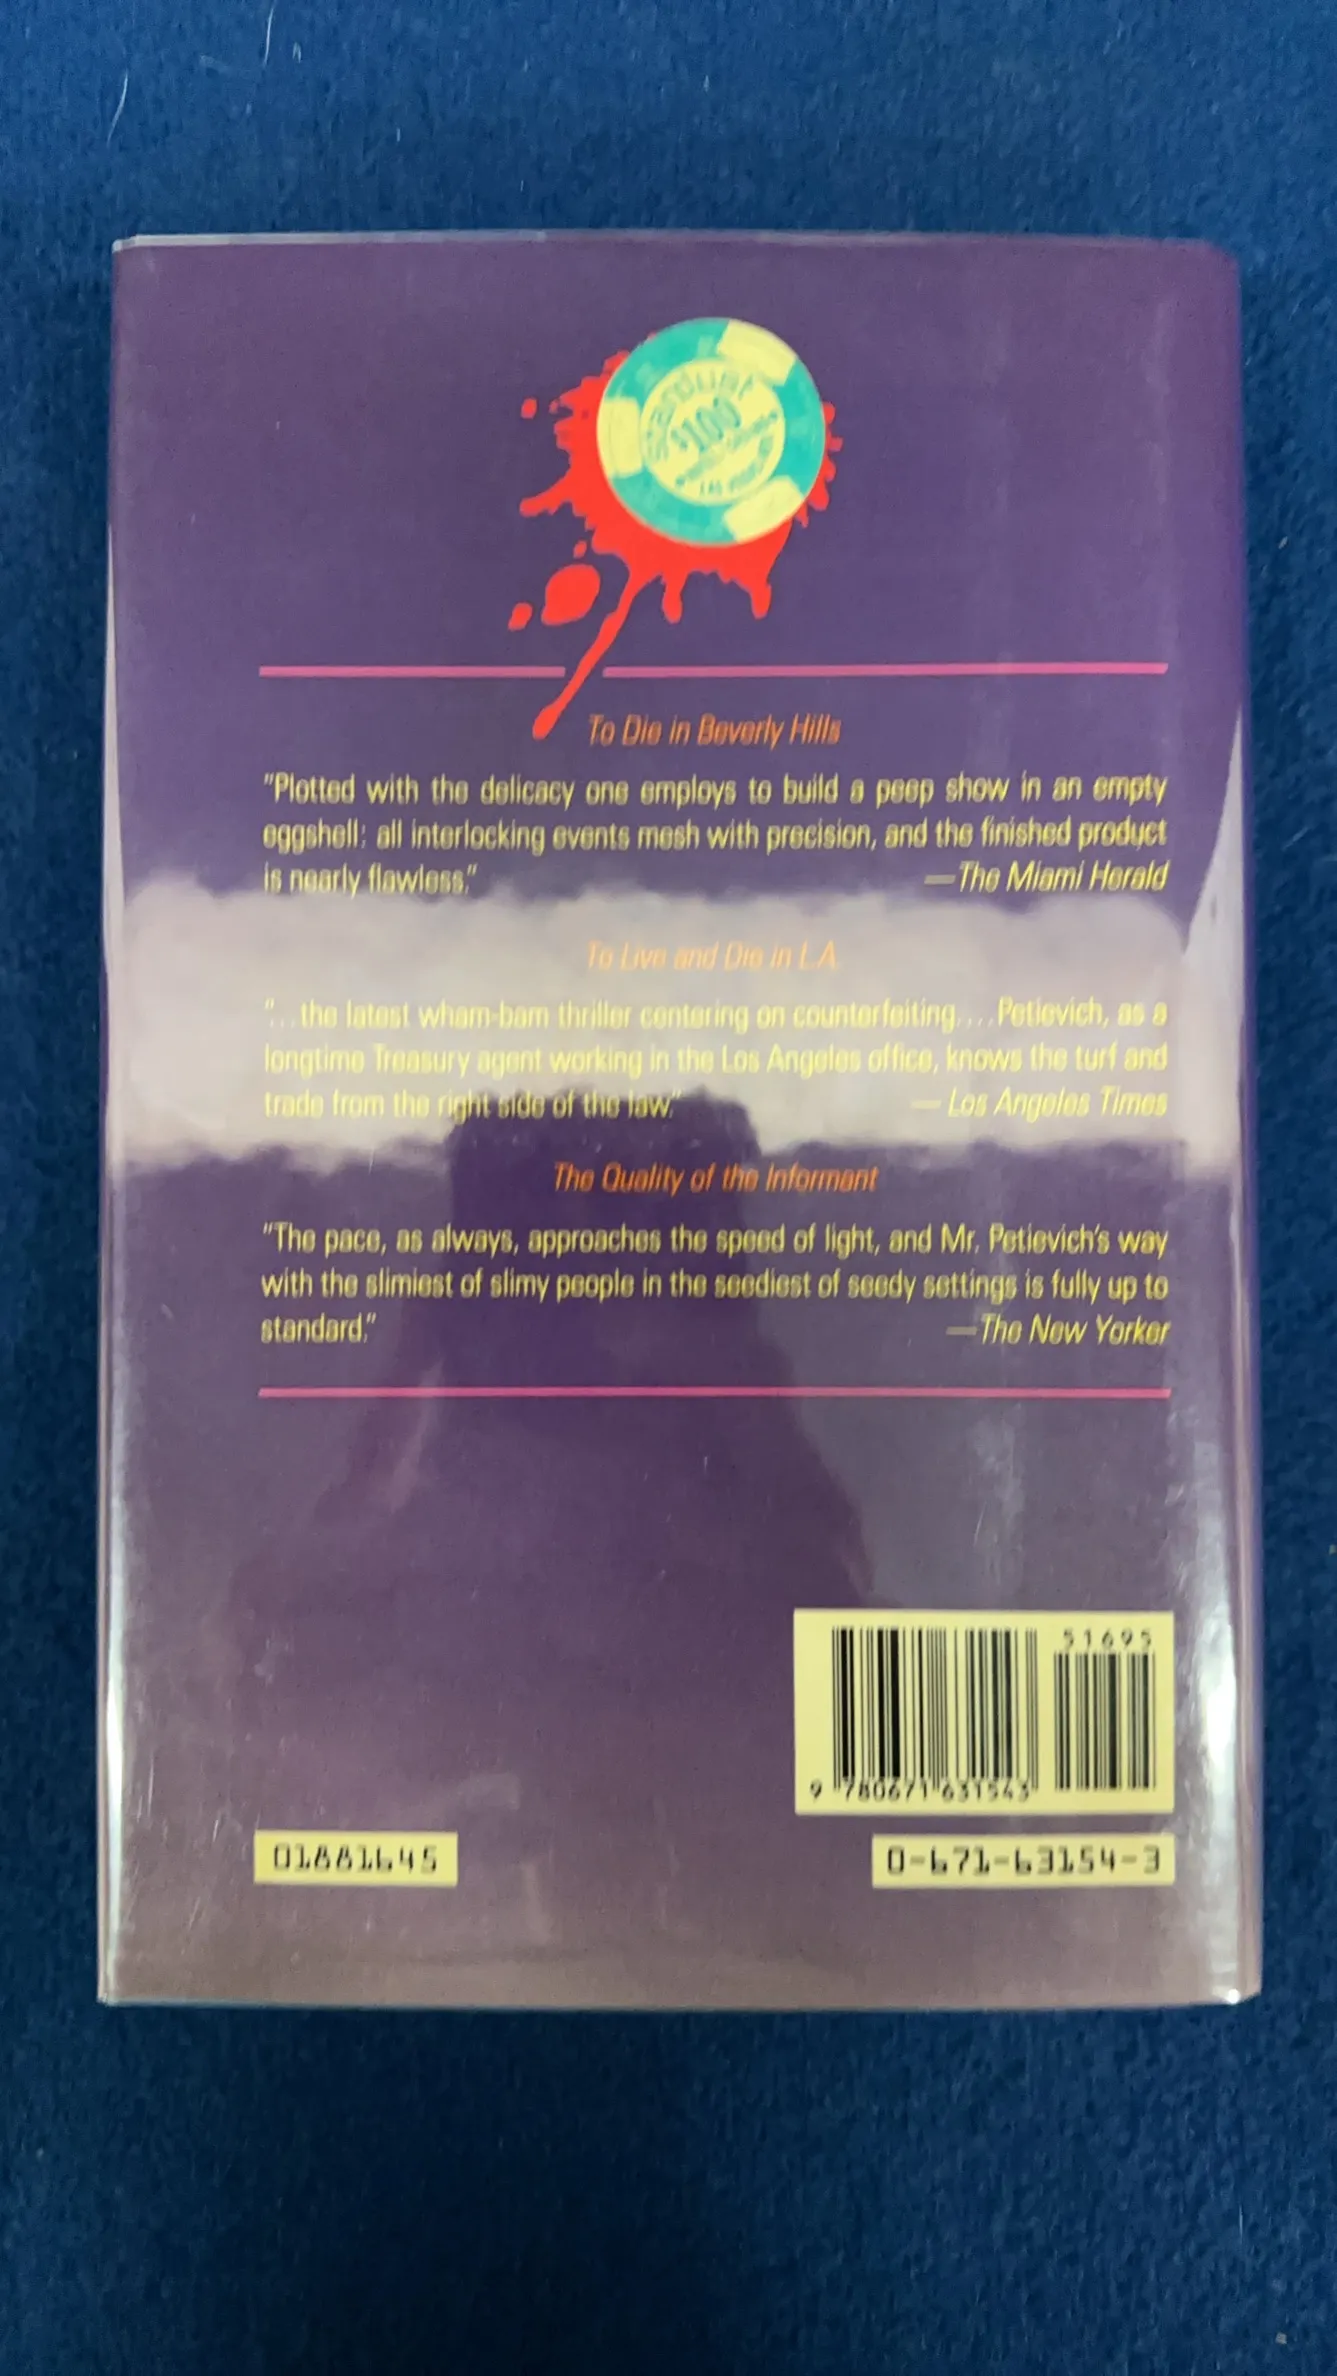 Stardust
$100
LAS VEGAS, NEV.
To Die in Beverly Hills
"Plotted with the delicacy one employs to build a peep show in an empty
eggshell: all interlocking events mesh with precision, and the finished product
is nearly flawless."
—The Miami Herald
To Live and Die in L.A.
"...the latest wham-bam thriller centering on counterfeiting....Petievich, as a
longtime Treasury agent working in the Los Angeles office, knows the turf and
trade from the right side of the law."
— Los Angeles Times
The Quality of the Informant
"The pace, as always, approaches the speed of light, and Mr. Petievich's way
with the slimiest of slimy people in the seediest of seedy settings is fully up to
standard."
—The New Yorker
51695
9 780671 631543
01881645
0-671-63154-3